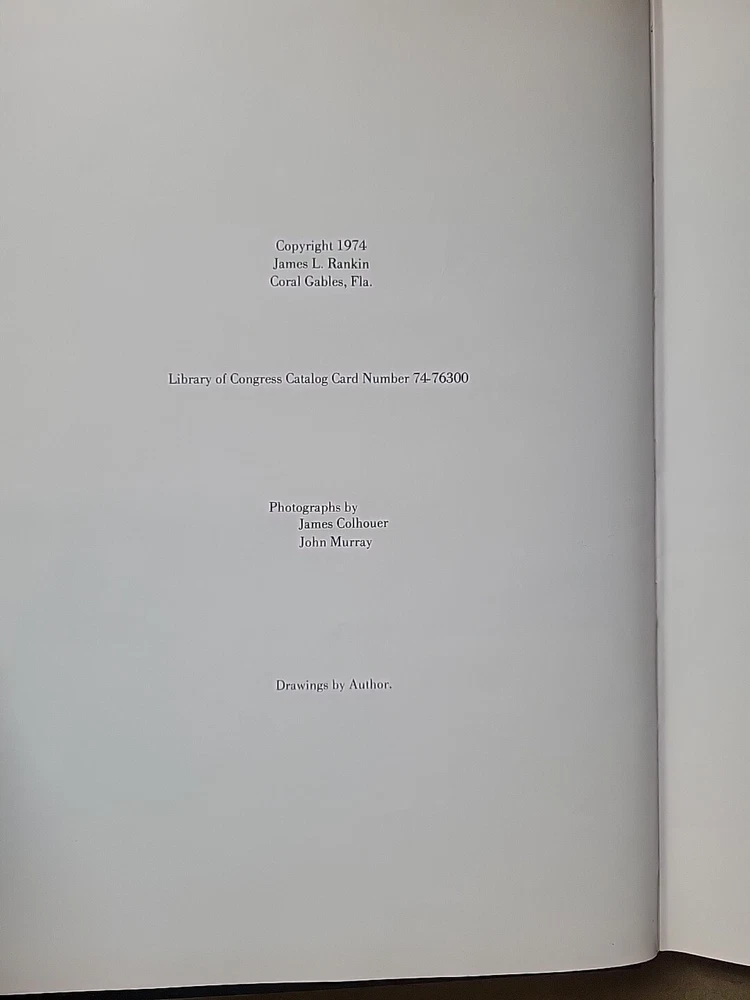 Copyright 1974
James L. Rankin
Coral Gables, Fla.
Library of Congress Catalog Card Number 74-76300
Photographs by
James Colhouer
John Murray
Drawings by Author.